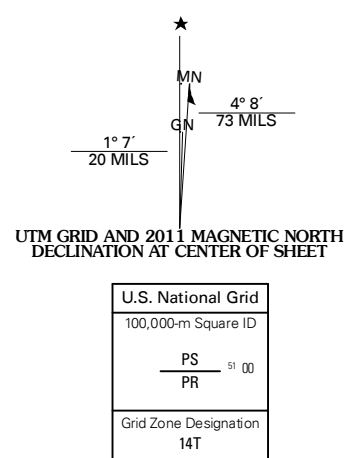 ★
MN
4° 8´
73 MILS
GN
1° 7´
20 MILS
UTM GRID AND 2011 MAGNETIC NORTH
DECLINATION AT CENTER OF SHEET
U.S. National Grid
100,000-m Square ID
PS
51 00
PR
Grid Zone Designation
14T